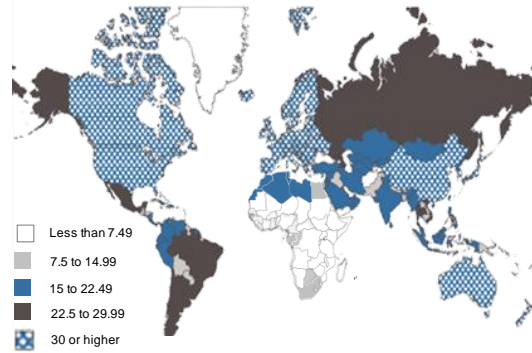 Less than 7.49
7.5 to 14.99
15 to 22.49
22.5 to 29.99
30 or higher